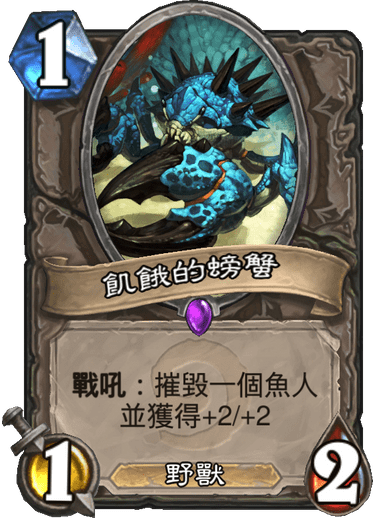 1
飢餓的螃蟹
戰吼：摧毀一個魚人
並獲得+2/+2
野獸
1
2